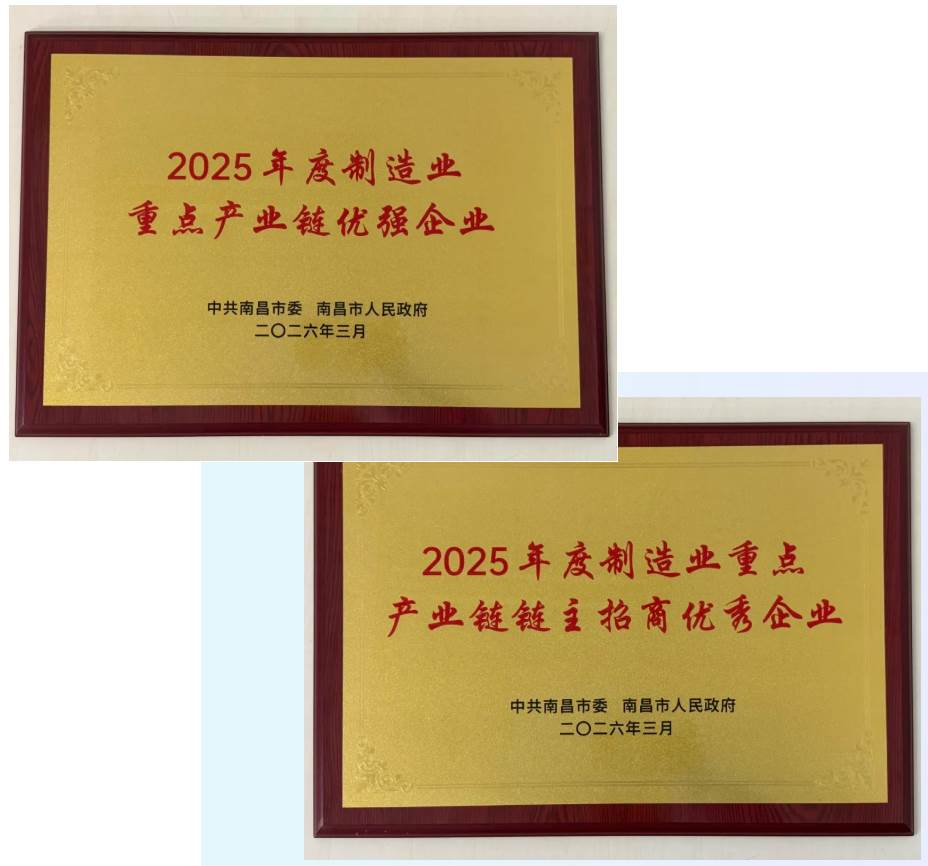 2025年度制造业
重点产业链优强企业
中共南昌市委 南昌市人民政府
二〇二六年三月
2025年度制造业重点
产业链链主招商优秀企业
中共南昌市委 南昌市人民政府
二〇二六年三月